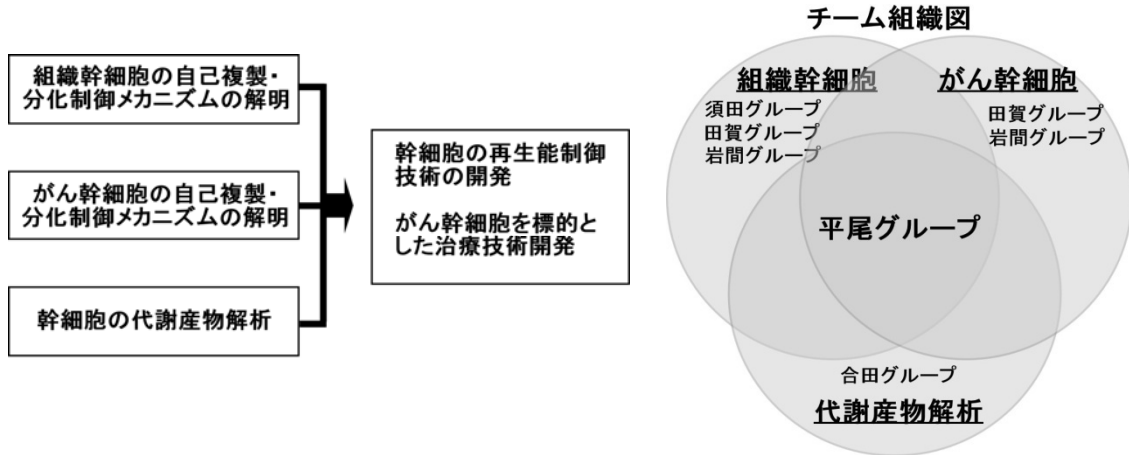 組織幹細胞の自己複製・
分化制御メカニズムの解明
がん幹細胞の自己複製・
分化制御メカニズムの解明
幹細胞の代謝産物解析
幹細胞の再生能制御
技術の開発
がん幹細胞を標的と
した治療技術開発
チーム組織図
組織幹細胞
須田グループ
田賀グループ
岩間グループ
がん幹細胞
田賀グループ
岩間グループ
平尾グループ
合田グループ
代謝産物解析